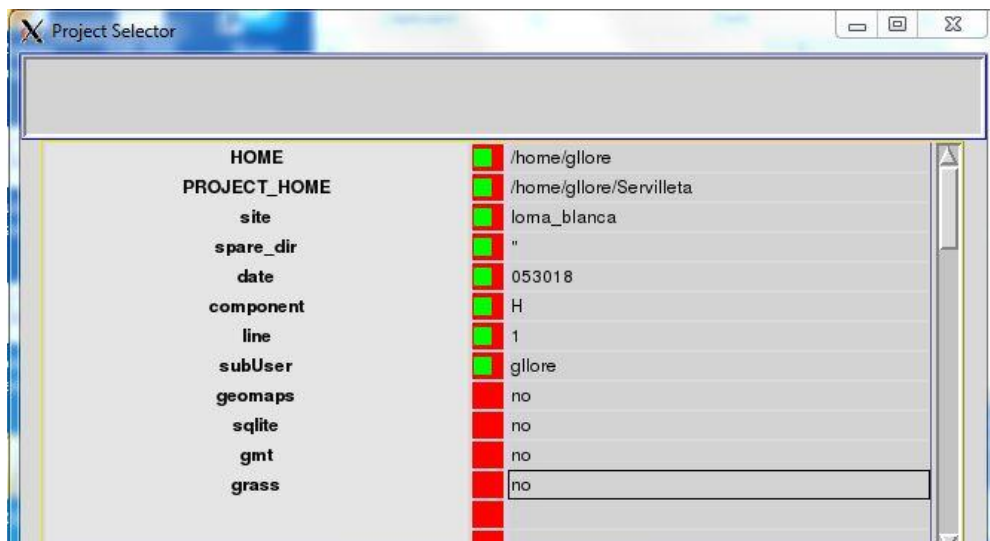 Project Selector
HOME /home/gllore
PROJECT_HOME /home/gllore/Servilleta
site loma_blanca
spare_dir "
date 053018
component H
line 1
subUser gllore
geomaps no
sqlite no
gmt no
grass no